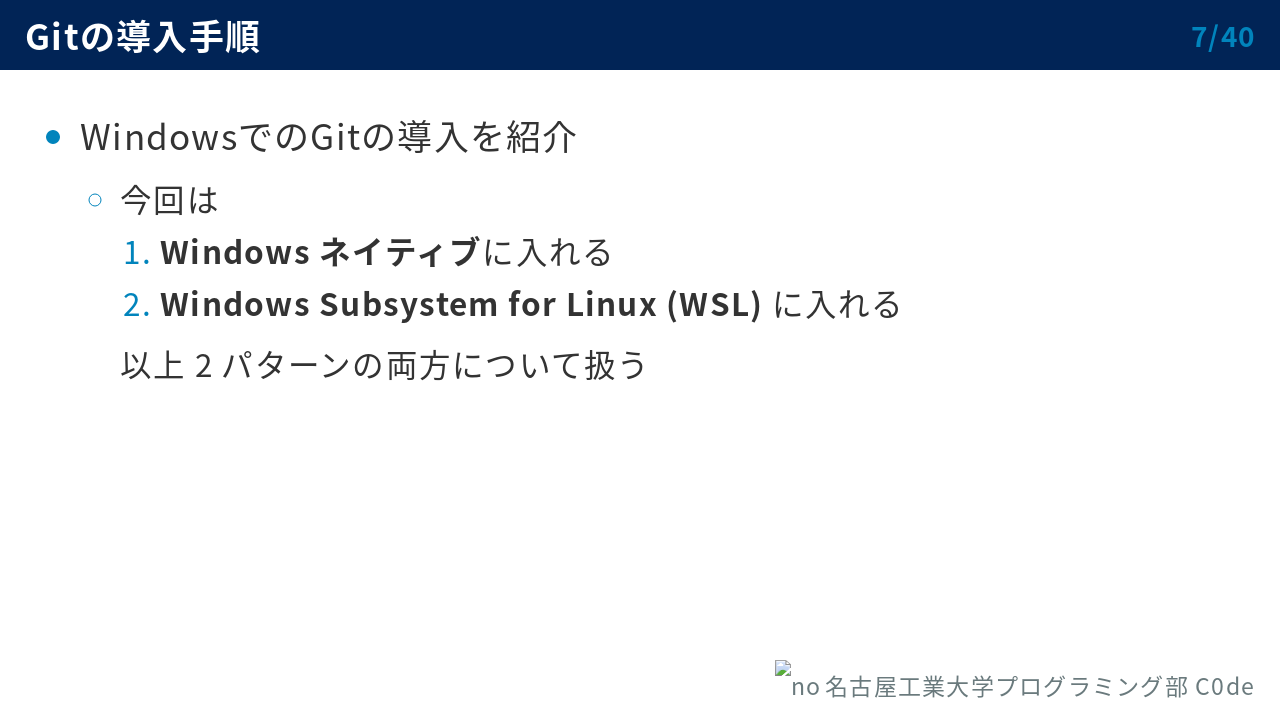 Gitの導入手順
7/40
WindowsでのGitの導入を紹介
今回は
1. Windows ネイティブに入れる
2. Windows Subsystem for Linux (WSL) に入れる
以上 2 パターンの両方について扱う
no 名古屋工業大学プログラミング部 C0de